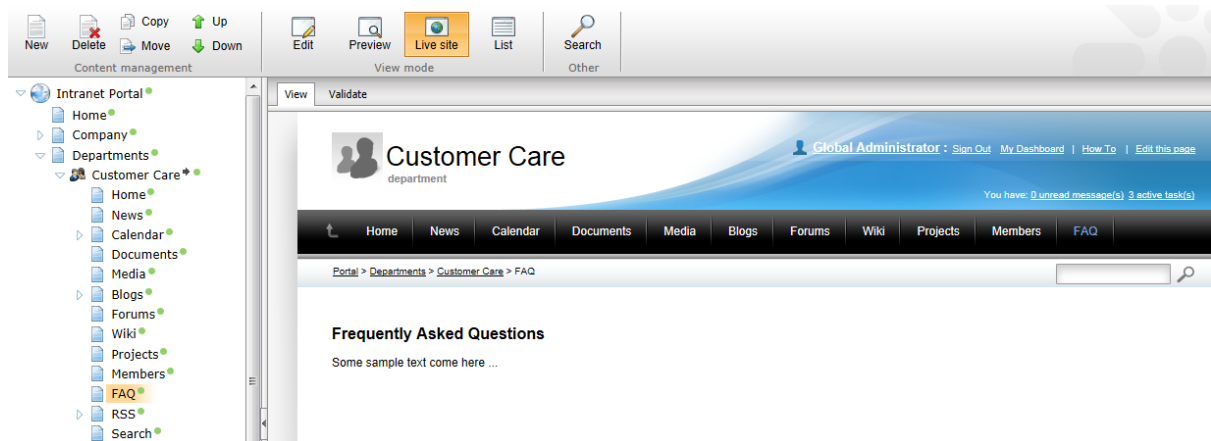 New Delete Copy Move Up Down
Content management
Edit Preview Live site List
View mode
Search
Other
Intranet Portal
Home
Company
Departments
Customer Care
Home
News
Calendar
Documents
Media
Blogs
Forums
Wiki
Projects
Members
FAQ
RSS
Search
View Validate
Customer Care
department
Global Administrator : Sign Out My Dashboard | How To | Edit this page
You have: 0 unread message(s) 3 active task(s)
Home News Calendar Documents Media Blogs Forums Wiki Projects Members FAQ
Portal > Departments > Customer Care > FAQ
Frequently Asked Questions
Some sample text come here ...